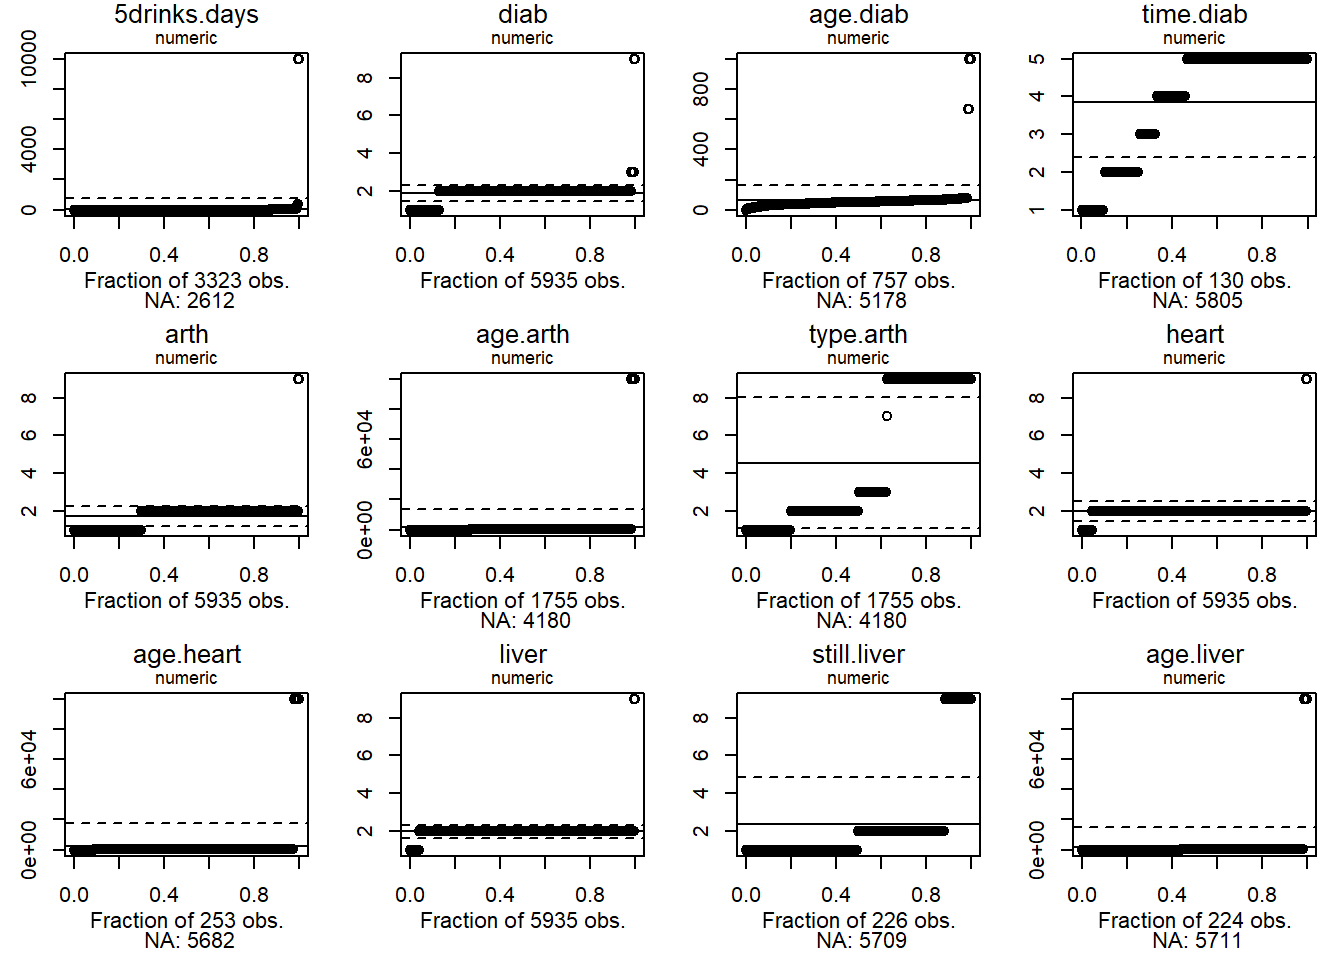 5drinks.days
numeric
10000
4000
0
0.0 0.4 0.8
Fraction of 3323 obs.
NA: 2612
diab
numeric
8
6
4
2
0.0 0.4 0.8
Fraction of 5935 obs.
age.diab
numeric
800
400
0
0.0 0.4 0.8
Fraction of 757 obs.
NA: 5178
time.diab
numeric
5
4
3
2
1
0.0 0.4 0.8
Fraction of 130 obs.
NA: 5805
arth
numeric
8
6
4
2
0.0 0.4 0.8
Fraction of 5935 obs.
age.arth
numeric
6e+04
0e+00
0.0 0.4 0.8
Fraction of 1755 obs.
NA: 4180
type.arth
numeric
8
6
4
2
0.0 0.4 0.8
Fraction of 1755 obs.
NA: 4180
heart
numeric
8
6
4
2
0.0 0.4 0.8
Fraction of 5935 obs.
age.heart
numeric
6e+04
0e+00
0.0 0.4 0.8
Fraction of 253 obs.
NA: 5682
liver
numeric
8
6
4
2
0.0 0.4 0.8
Fraction of 5935 obs.
still.liver
numeric
8
6
4
2
0.0 0.4 0.8
Fraction of 226 obs.
NA: 5709
age.liver
numeric
6e+04
0e+00
0.0 0.4 0.8
Fraction of 224 obs.
NA: 5711